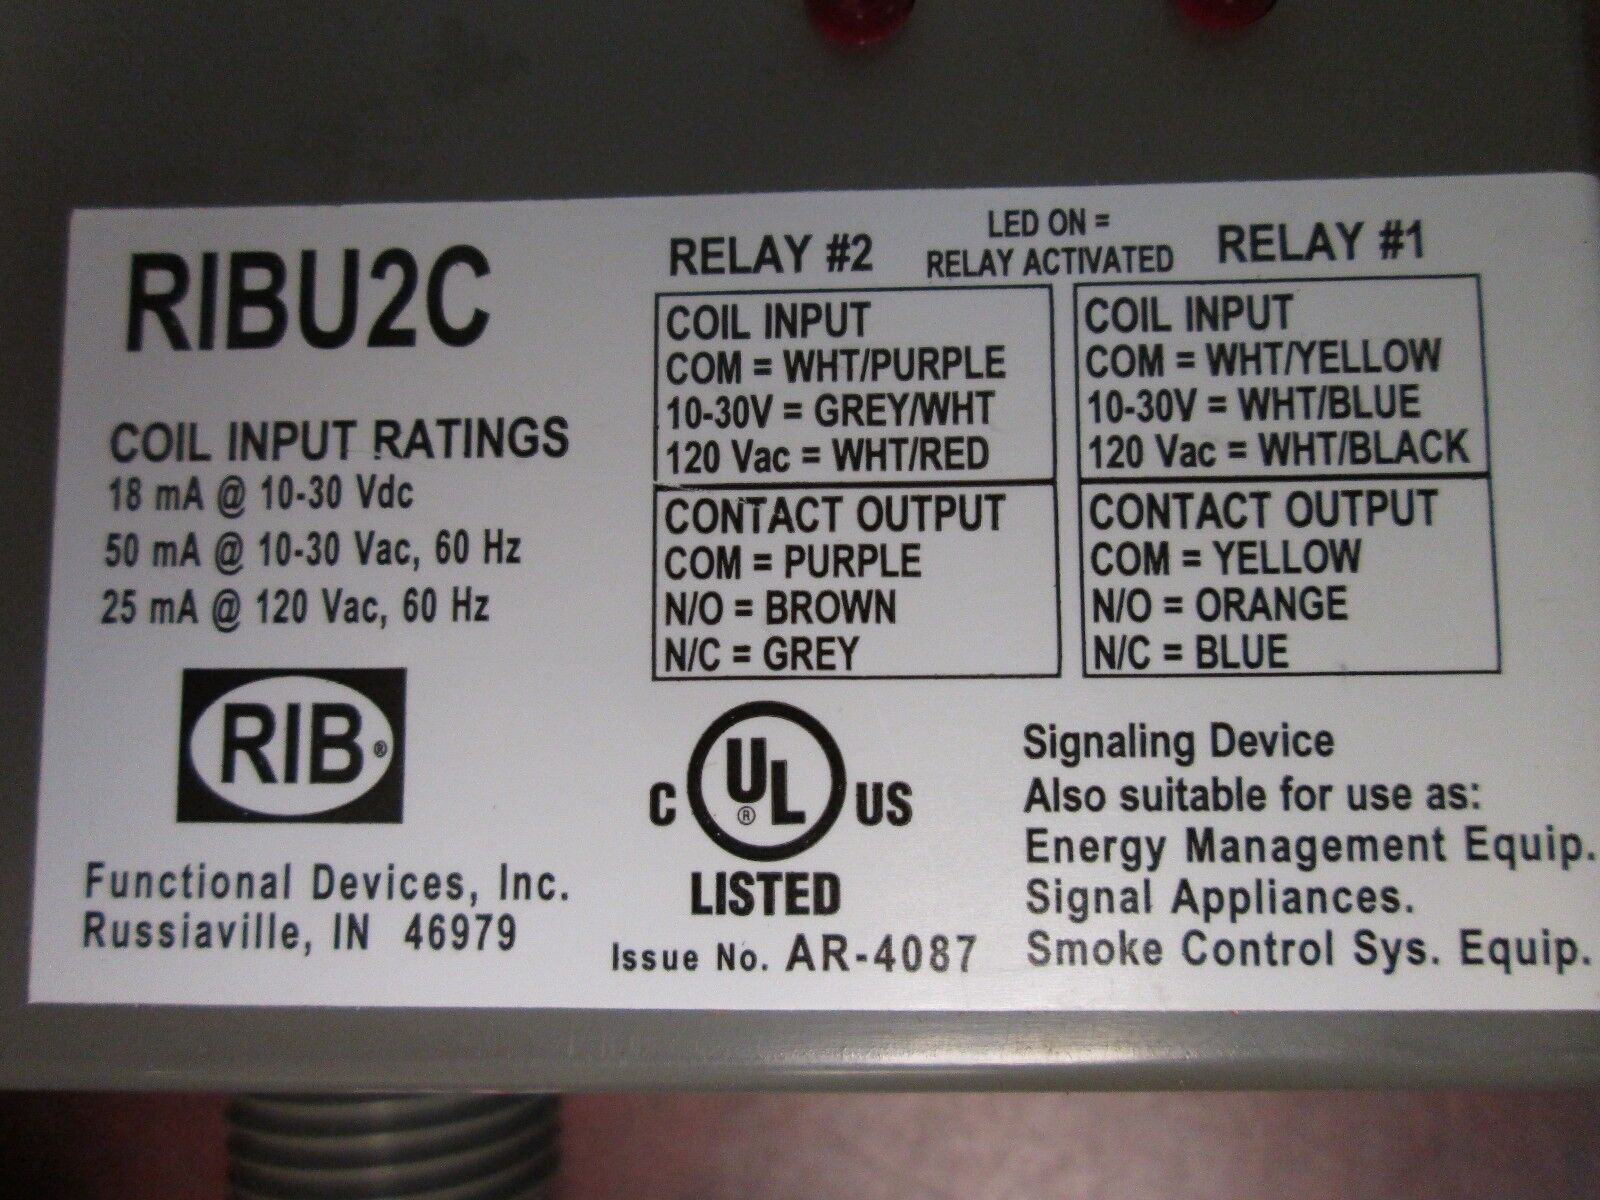 RIBU2C
COIL INPUT RATINGS
18 mA @ 10-30 Vdc
50 mA @ 10-30 Vac, 60 Hz
25 mA @ 120 Vac, 60 Hz
RIB®
Functional Devices, Inc.
Russiaville, IN 46979
RELAY #2
COIL INPUT
COM = WHT/PURPLE
10-30V = GREY/WHT
120 Vac = WHT/RED
CONTACT OUTPUT
COM = PURPLE
N/O = BROWN
N/C = GREY
LED ON =
RELAY ACTIVATED
RELAY #1
COIL INPUT
COM = WHT/YELLOW
10-30V = WHT/BLUE
120 Vac = WHT/BLACK
CONTACT OUTPUT
COM = YELLOW
N/O = ORANGE
N/C = BLUE
C UL® US
LISTED
Issue No. AR-4087
Signaling Device
Also suitable for use as:
Energy Management Equip.
Signal Appliances.
Smoke Control Sys. Equip.